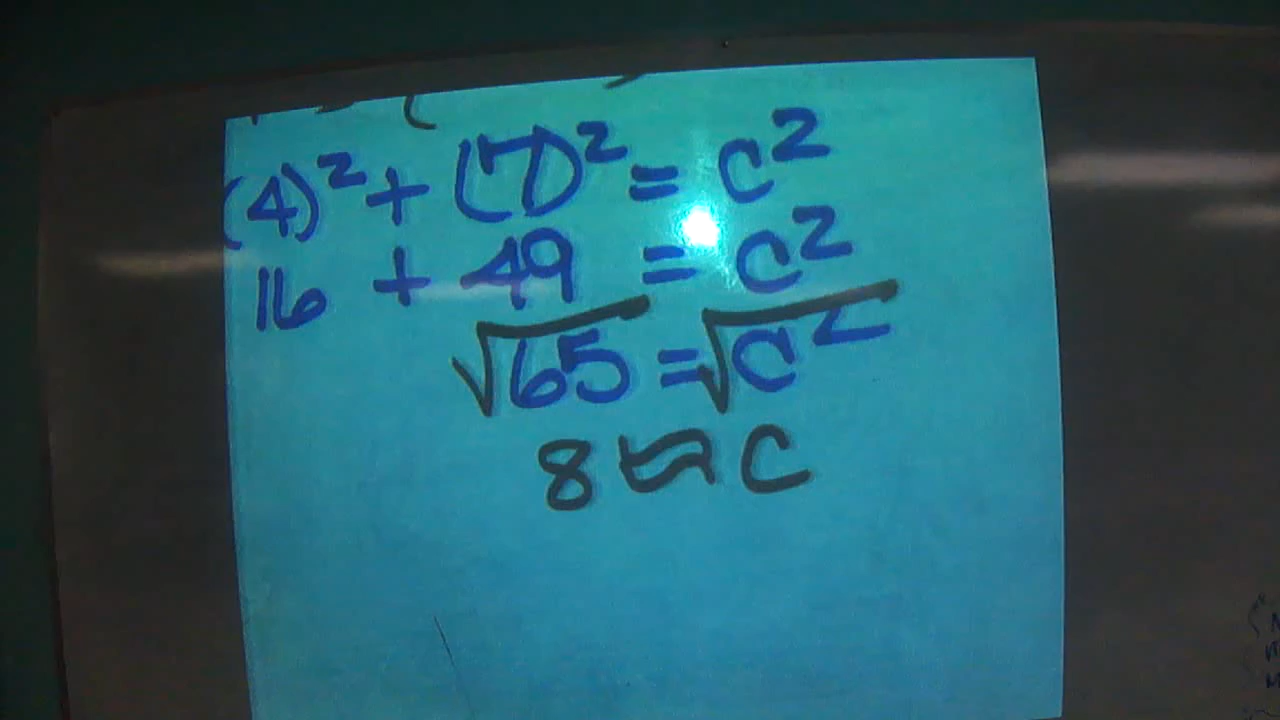 (4)² + (7)² = c²
16 + 49 = c²
√65 = √c²
8 ≈ c